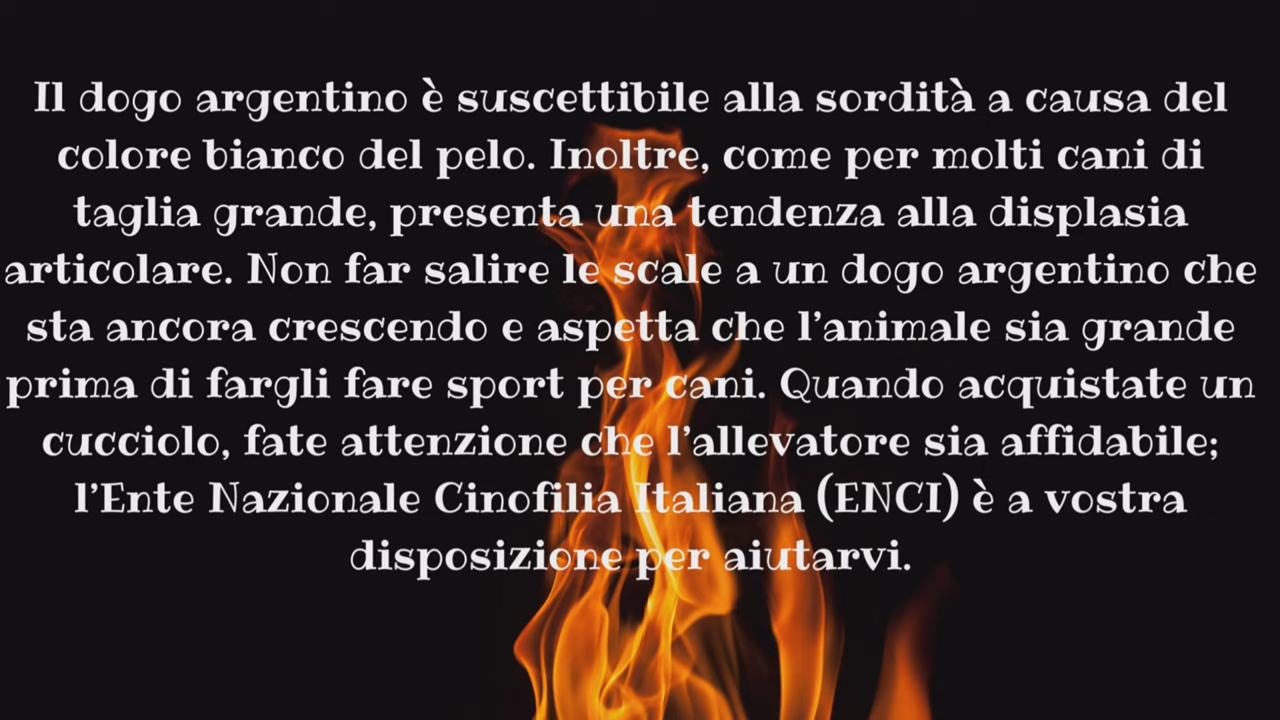 Il dogo argentino è suscettibile alla sordità a causa del
colore bianco del pelo. Inoltre, come per molti cani di
taglia grande, presenta una tendenza alla displasia
articolare. Non far salire le scale a un dogo argentino che
sta ancora crescendo e aspetta che l’animale sia grande
prima di fargli fare sport per cani. Quando acquistate un
cucciolo, fate attenzione che l’allevatore sia affidabile;
l’Ente Nazionale Cinofilia Italiana (ENCI) è a vostra
disposizione per aiutarvi.